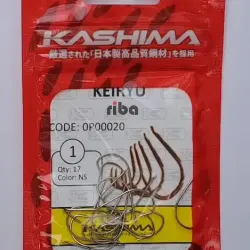 KASHIMA
厳選された「日本製高品質鋼材」を採用
KEIRYU
riba
CODE: 0P00020
1
Qty: 17
Color: NS